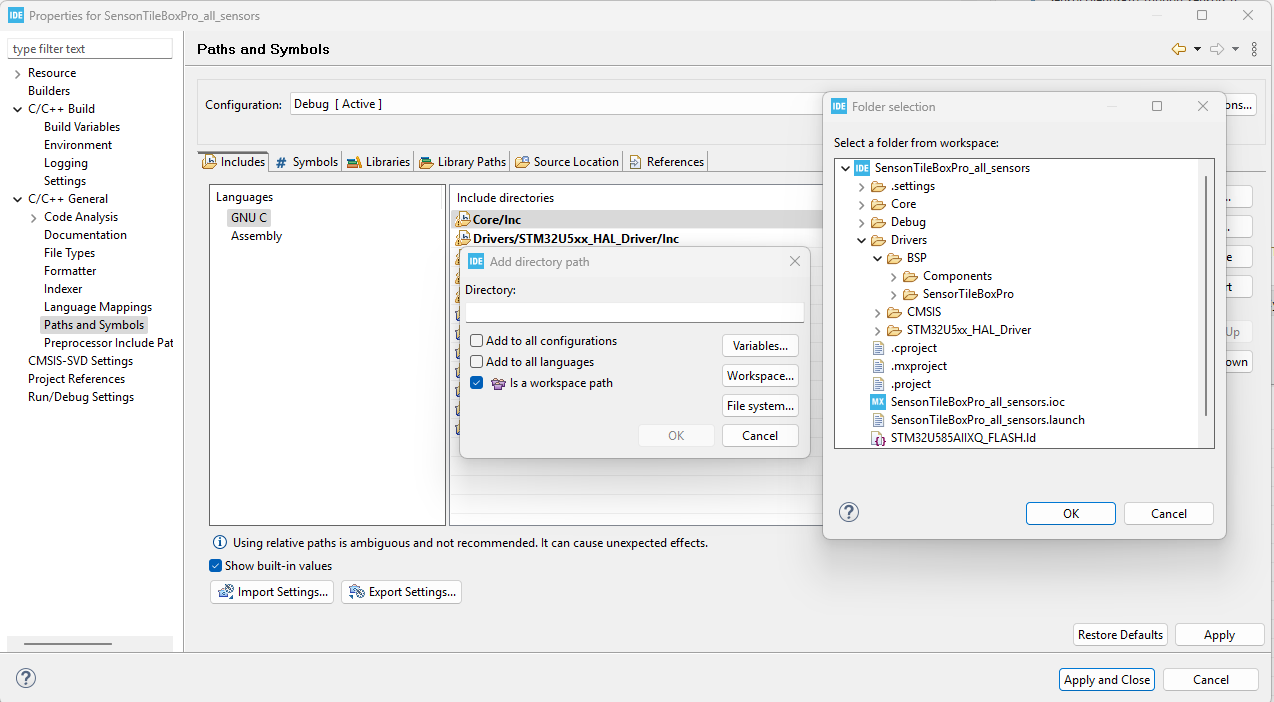 IDE Properties for SensonTileBoxPro_all_sensors
type filter text
Resource
Builders
C/C++ Build
Build Variables
Environment
Logging
Settings
C/C++ General
Code Analysis
Documentation
File Types
Formatter
Indexer
Language Mappings
Paths and Symbols
Preprocessor Include Pat
CMSIS-SVD Settings
Project References
Run/Debug Settings
Paths and Symbols
Configuration: Debug [ Active ]
ons...
Includes # Symbols Libraries Library Paths Source Location References
Languages
GNU C
Assembly
Include directories
Core/Inc
Drivers/STM32U5xx_HAL_Driver/Inc
IDE Add directory path
Directory:
Add to all configurations
Add to all languages
Is a workspace path
Variables...
Workspace...
File system...
OK Cancel
IDE Folder selection
Select a folder from workspace:
IDE SensonTileBoxPro_all_sensors
.settings
Core
Debug
Drivers
BSP
Components
SensorTileBoxPro
CMSIS
STM32U5xx_HAL_Driver
.cproject
.mxproject
.project
MX SensonTileBoxPro_all_sensors.ioc
SensonTileBoxPro_all_sensors.launch
STM32U585AIIXQ_FLASH.ld
? OK Cancel
..
.
e
rt
Up
own
Using relative paths is ambiguous and not recommended. It can cause unexpected effects.
Show built-in values
Import Settings... Export Settings...
Restore Defaults Apply
? Apply and Close Cancel